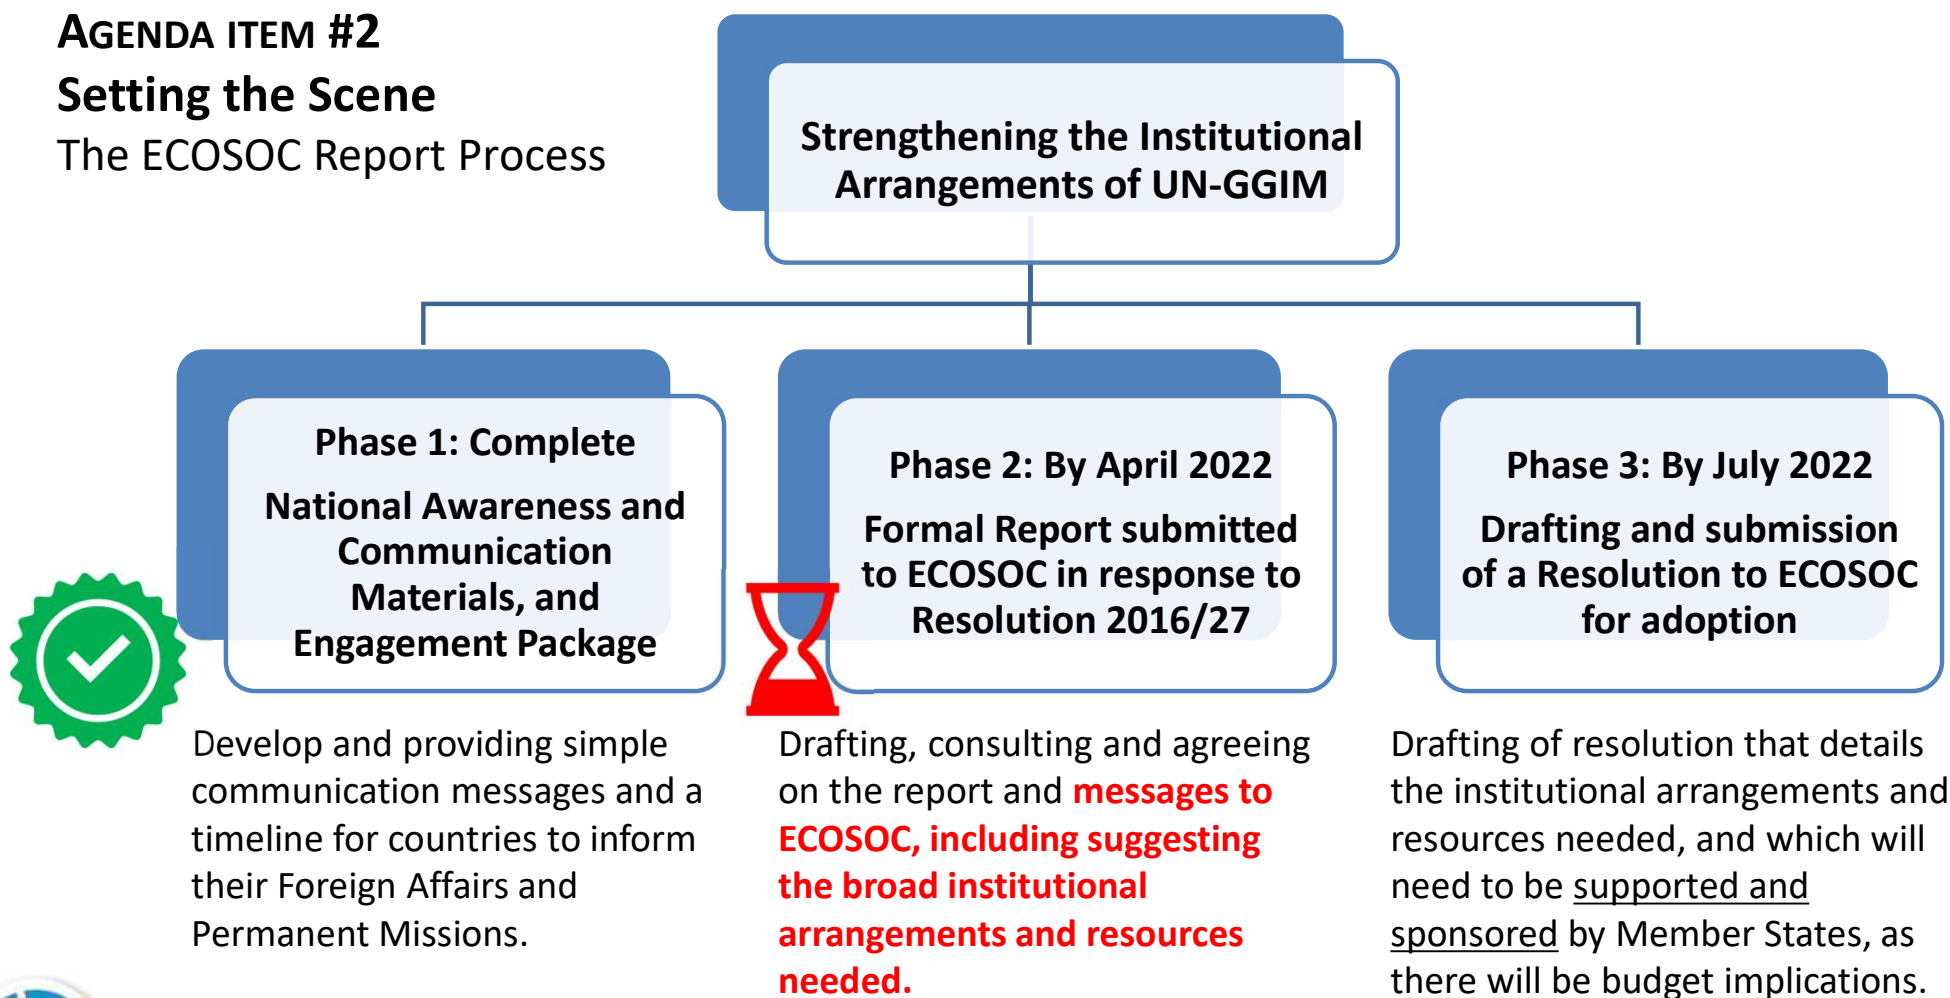 AGENDA ITEM #2
Setting the Scene
The ECOSOC Report Process
Strengthening the Institutional
Arrangements of UN-GGIM
Phase 1: Complete
National Awareness and
Communication
Materials, and
Engagement Package
Develop and providing simple
communication messages and a
timeline for countries to inform
their Foreign Affairs and
Permanent Missions.
Phase 2: By April 2022
Formal Report submitted
to ECOSOC in response to
Resolution 2016/27
Drafting, consulting and agreeing
on the report and messages to
ECOSOC, including suggesting
the broad institutional
arrangements and resources
needed.
Phase 3: By July 2022
Drafting and submission
of a Resolution to ECOSOC
for adoption
Drafting of resolution that details
the institutional arrangements and
resources needed, and which will
need to be supported and
sponsored by Member States, as
there will be budget implications.